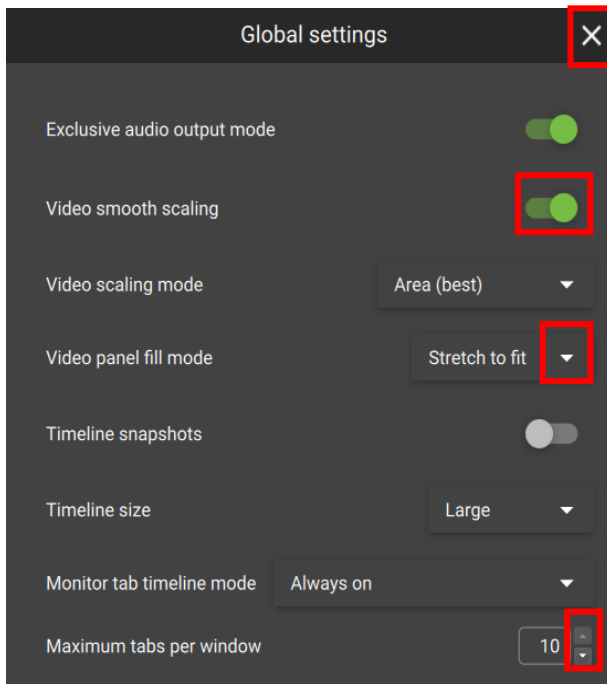 Global settings
Exclusive audio output mode
Video smooth scaling
Video scaling mode Area (best)
Video panel fill mode Stretch to fit
Timeline snapshots
Timeline size Large
Monitor tab timeline mode Always on
Maximum tabs per window 10